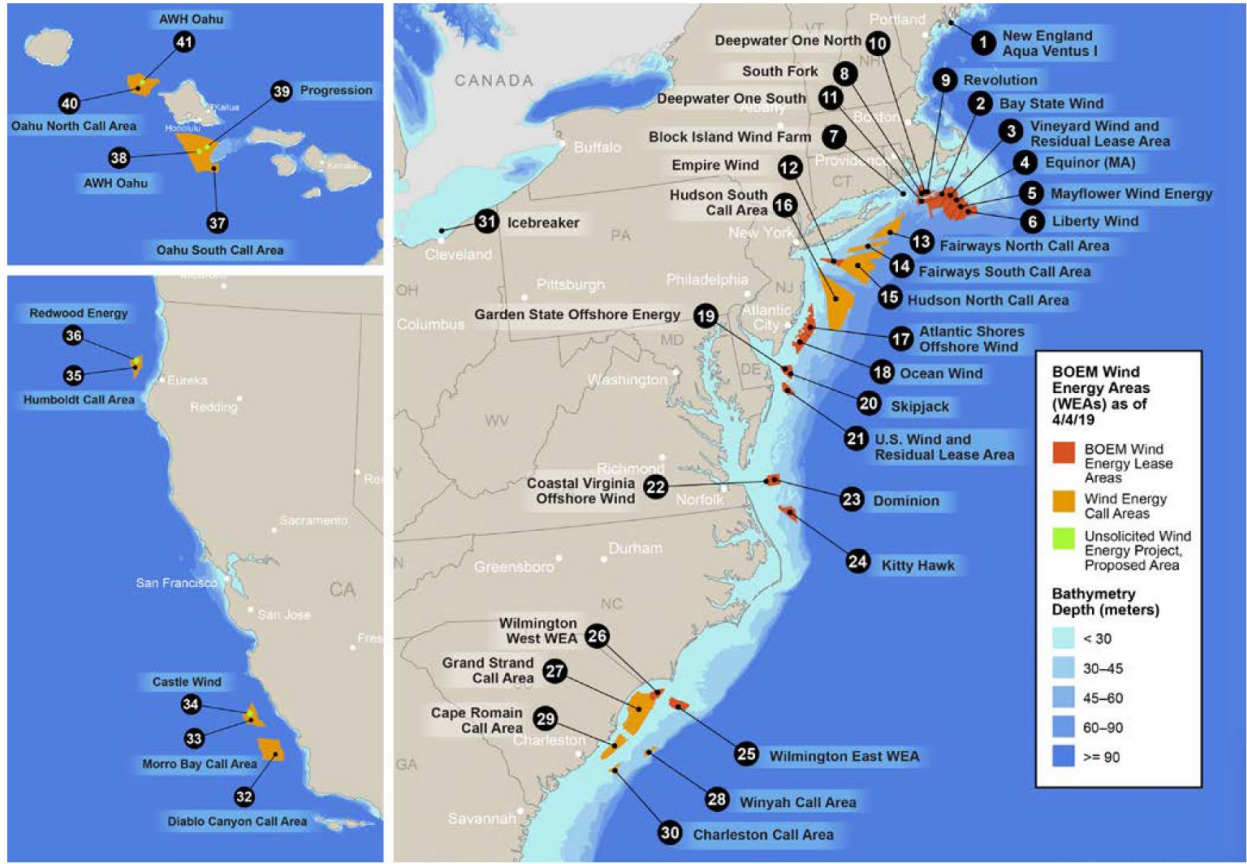 AWH Oahu
41
40
Oahu North Call Area
39
Progression
Kailua
Honolulu
38
AWH Oahu
37
Oahu South Call Area
Redwood Energy
36
35
Humboldt Call Area
Eureka
Redding
Sacramento
San Francisco
CA
San Jose
Castle Wind
34
33
Morro Bay Call Area
32
Diablo Canyon Call Area
CANADA
VT
NH
Portland
1
New England
Aqua Ventus I
Deepwater One North
10
South Fork
8
9
Revolution
Deepwater One South
11
2
Bay State Wind
Albany
Boston
Block Island Wind Farm
7
3
Vineyard Wind and
Residual Lease Area
Buffalo
Providence
CT
Empire Wind
12
4
Equinor (MA)
Hudson South
Call Area
16
5
Mayflower Wind Energy
6
Liberty Wind
31
Icebreaker
Cleveland
PA
New York
13
Fairways North Call Area
14
Fairways South Call Area
OH
Pittsburgh
Philadelphia
NJ
15
Hudson North Call Area
Columbus
Garden State Offshore Energy
19
Atlantic
City
17
Atlantic Shores
Offshore Wind
MD
DE
Washington
18
Ocean Wind
20
Skipjack
WV
21
U.S. Wind and
Residual Lease Area
VA
Richmond
Coastal Virginia
Offshore Wind
22
Norfolk
23
Dominion
24
Kitty Hawk
Durham
Greensboro
NC
Wilmington
West WEA
26
Grand Strand
Call Area
27
Cape Romain
Call Area
29
Charleston
25
Wilmington East WEA
GA
28
Winyah Call Area
Savannah
30
Charleston Call Area
BOEM Wind
Energy Areas
(WEAs) as of
4/4/19
BOEM Wind
Energy Lease
Areas
Wind Energy
Call Areas
Unsolicited Wind
Energy Project,
Proposed Area
Bathymetry
Depth (meters)
< 30
30–45
45–60
60–90
>= 90